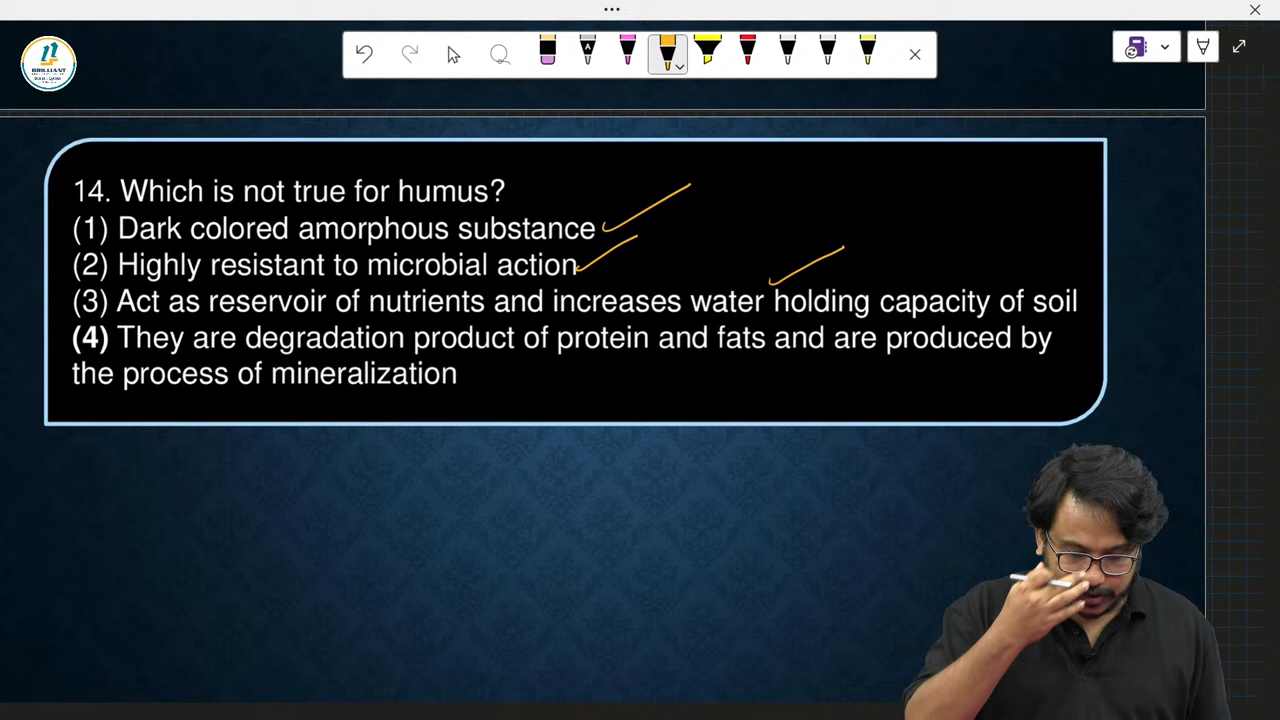 BRILLIANT
14. Which is not true for humus?
(1) Dark colored amorphous substance
(2) Highly resistant to microbial action
(3) Act as reservoir of nutrients and increases water holding capacity of soil
(4) They are degradation product of protein and fats and are produced by
the process of mineralization